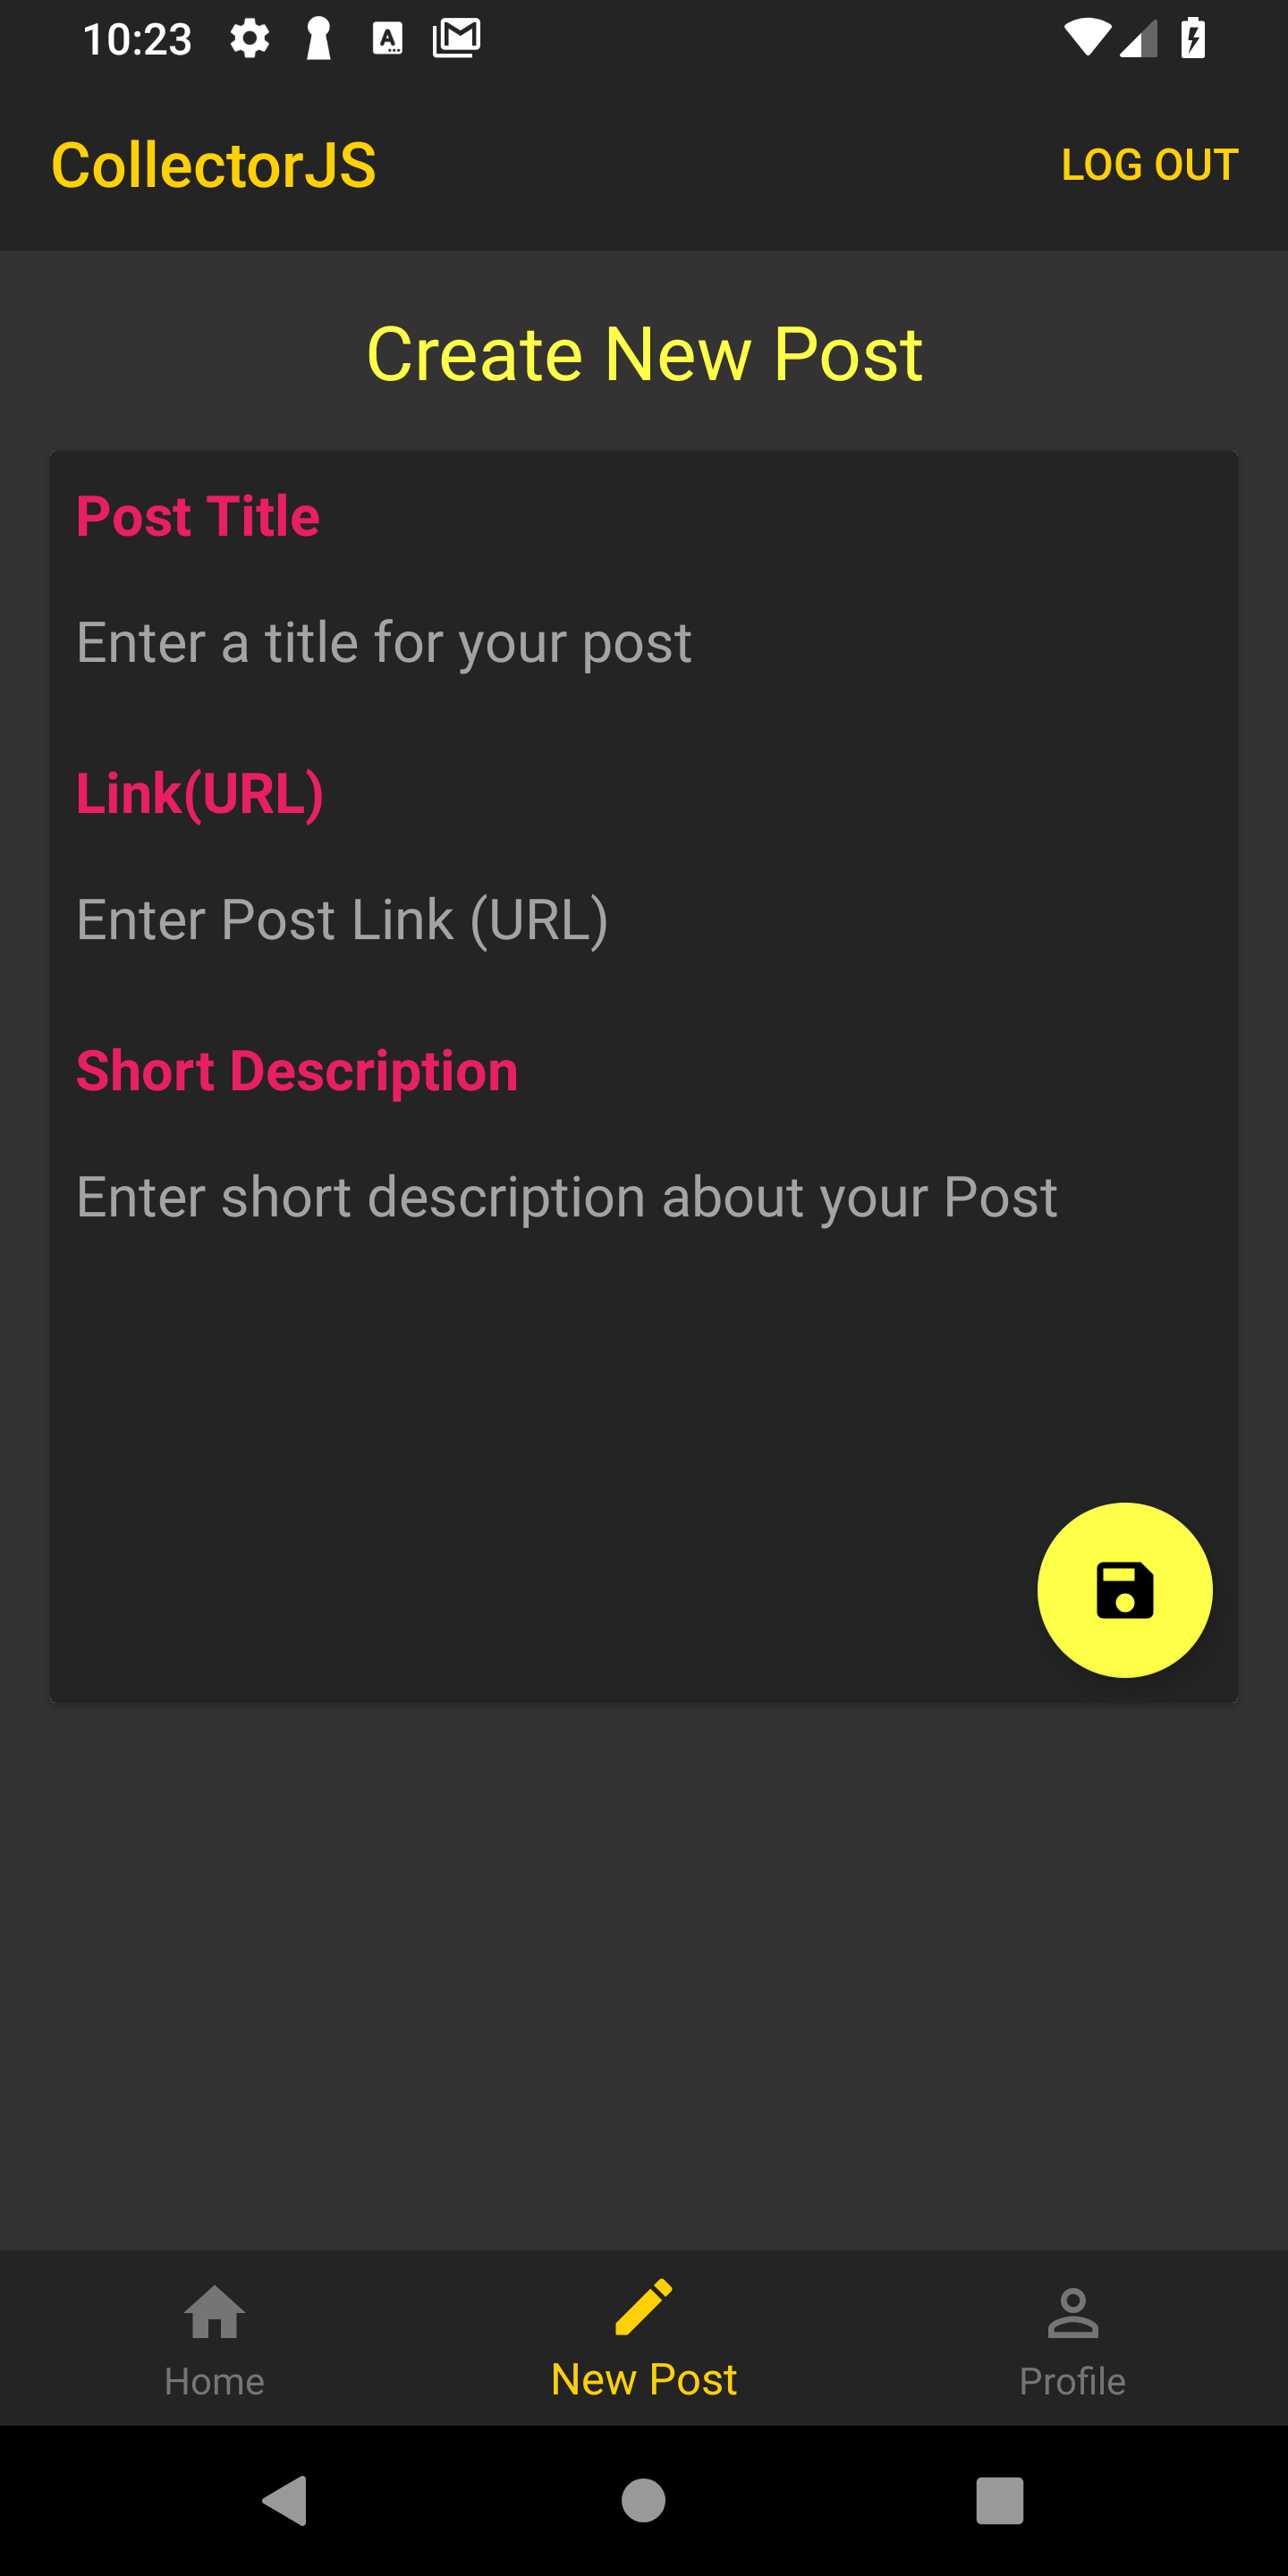 10:23
CollectorJS
LOG OUT
Create New Post
Post Title
Enter a title for your post
Link(URL)
Enter Post Link (URL)
Short Description
Enter short description about your Post
Home
New Post
Profile